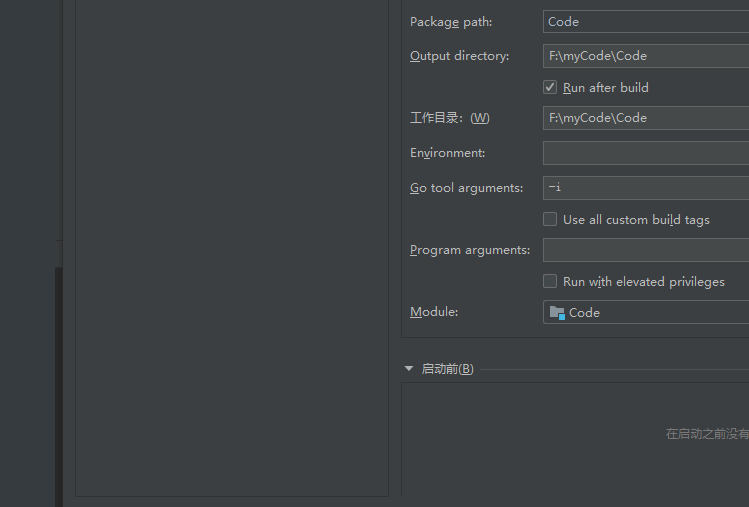 Package path: Code
Output directory: F:\myCode\Code
Run after build
工作目录：(W) F:\myCode\Code
Environment:
Go tool arguments: -i
Use all custom build tags
Program arguments:
Run with elevated privileges
Module: Code
启动前(B)
在启动之前没有